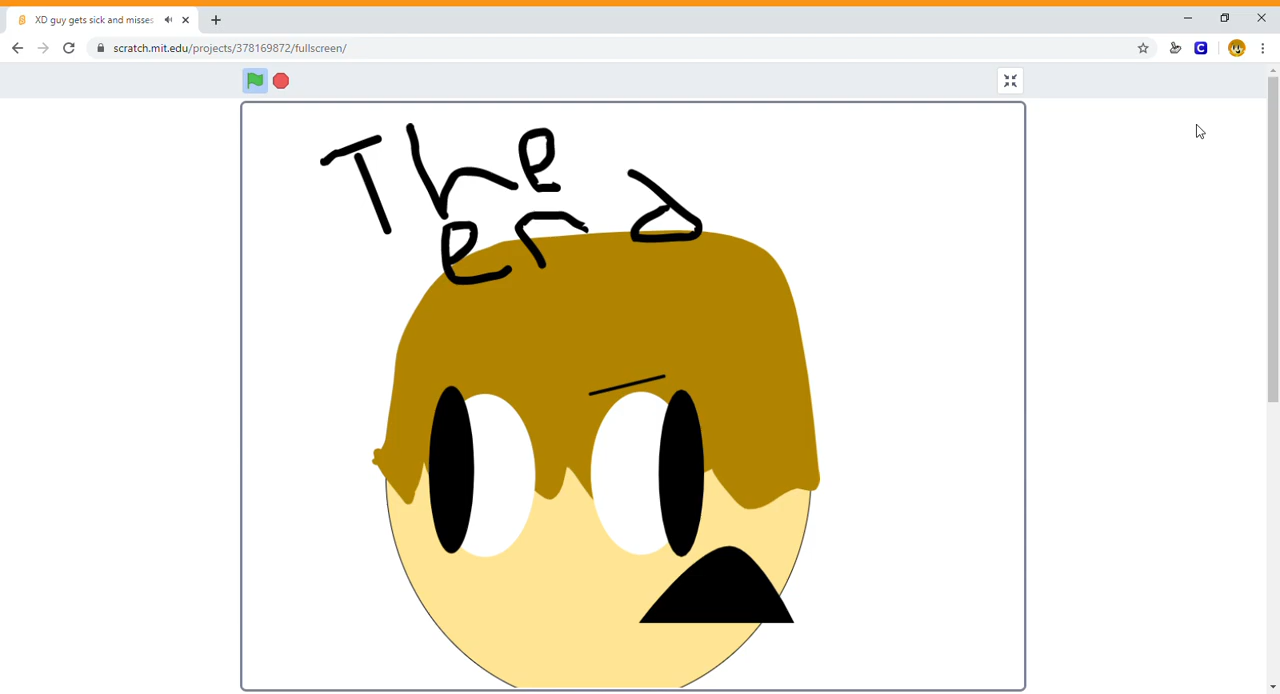 XD guy gets sick and misses
scratch.mit.edu/projects/378169872/fullscreen/
The
end